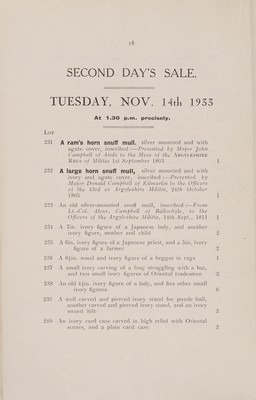 28
SECOND DAY'S SALE.
TUESDAY, NOV. 14th 1933
At 1.30 p.m. precisely.
Lot
231 A ram's horn snuff mull, silver mounted and with
agate cover, inscribed:—Presented by Major John
Campbell of Airds to the Mess of the Argyleshire
Regt of Militia 1st September 1803 1
232 A large horn snuff mull, silver mounted and with
ivory and agate cover, inscribed:—Presented by
Major Donald Campbell of Kilmartin to the Officers
of the 43rd or Argyleshire Militia, 24th October
1803 1
233 An old silver-mounted snuff mull, inscribed:—From
Lt.-Col. Alexr. Campbell of Ballochyle, to the
Officers of the Argyleshire Militia, 14th Sept., 1811 1
234 A 7in. ivory figure of a Japanese lady, and another
ivory figure, mother and child 2
235 A 6in. ivory figure of a Japanese priest, and a 5in. ivory
figure of a farmer 2
236 A 8½in. wood and ivory figure of a beggar in rags 1
237 A small ivory carving of a frog struggling with a bat,
and two small ivory figures of Oriental tradesmen 3
238 An old ivory figure of a lady, and five other small
ivory figures 6
239 A well carved and pierced ivory stand for puzzle ball,
another carved and pierced ivory stand, and an ivory
sword hilt 3
240 An ivory card case carved in high relief with Oriental
scenes, and a plain card case 2